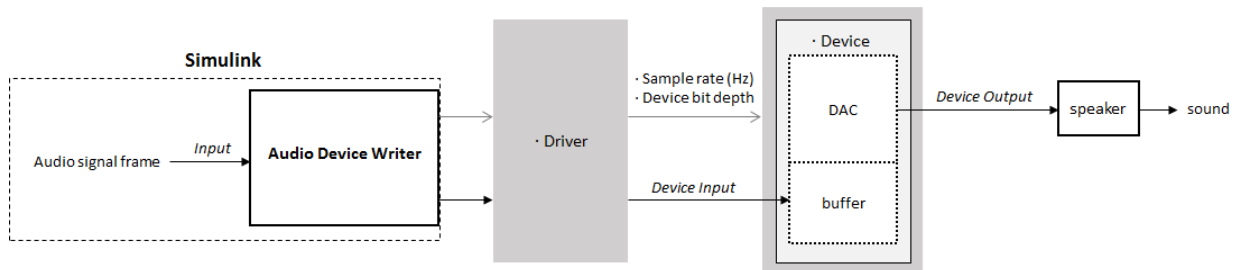 Simulink
Audio signal frame
Input
Audio Device Writer
· Driver
· Sample rate (Hz)
· Device bit depth
Device Input
· Device
DAC
buffer
Device Output
speaker
sound